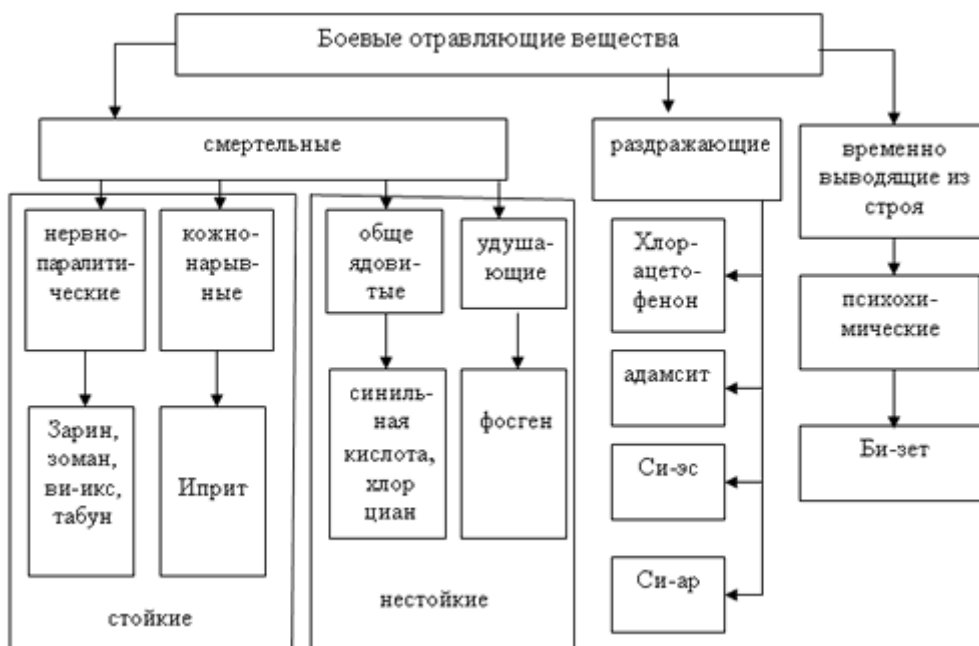 Боевые отравляющие вещества
смертельные
раздражающие
временно
выводящие из
строя
нервно-
паралити-
ческие
кожно-
нарыв-
ные
обще
ядови-
тые
удуша-
ющие
Хлор-
ацето-
фенон
психохи-
мические
Зарин,
зоман,
ви-икс,
табун
Иприт
синиль-
ная
кислота,
хлор
циан
фосген
адамсит
Би-зет
Си-эс
Си-ар
стойкие
нестойкие